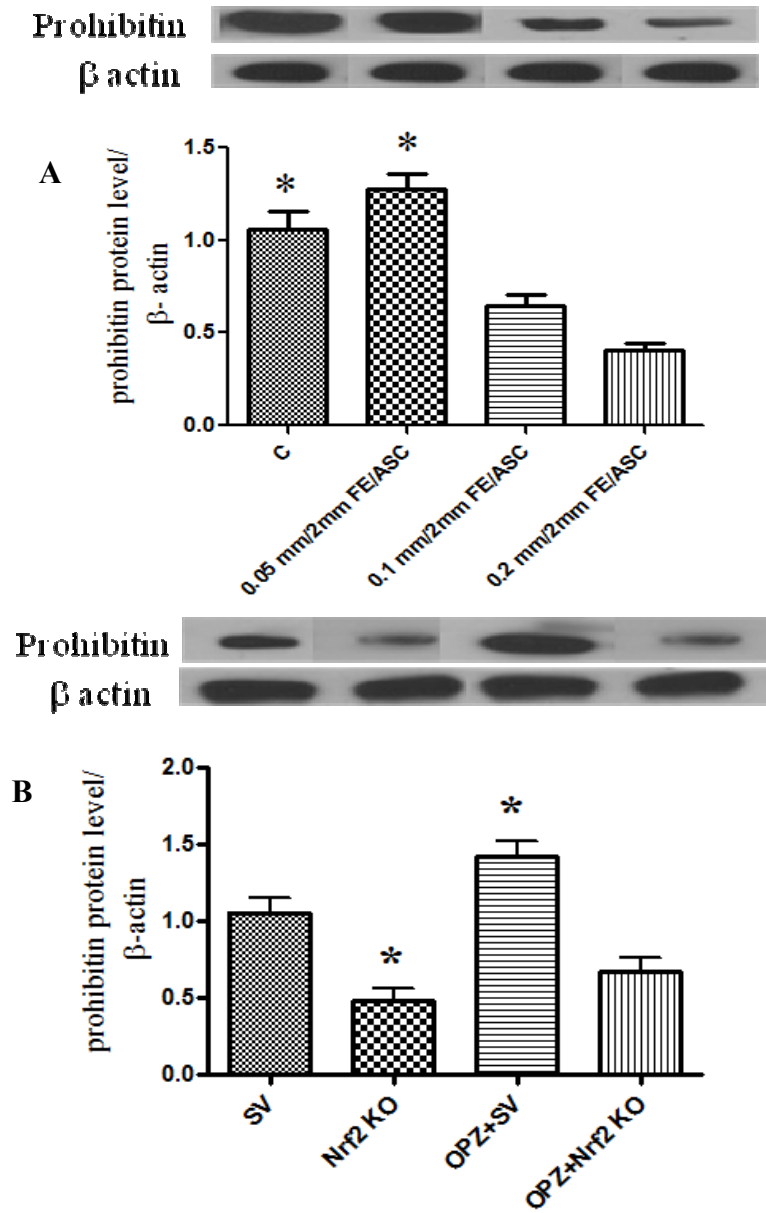 Prohibitin
β actin
A
prohibitin protein level/
β- actin
1.5
1.0
0.5
0.0
*
*
C
0.05 mm/2mm FE/ASC
0.1 mm/2mm FE/ASC
0.2 mm/2mm FE/ASC
Prohibitin
β actin
B
prohibitin protein level/
β-actin
2.0
1.5
1.0
0.5
0.0
*
*
SV
Nrf2 KO
OPZ+SV
OPZ+Nrf2 KO